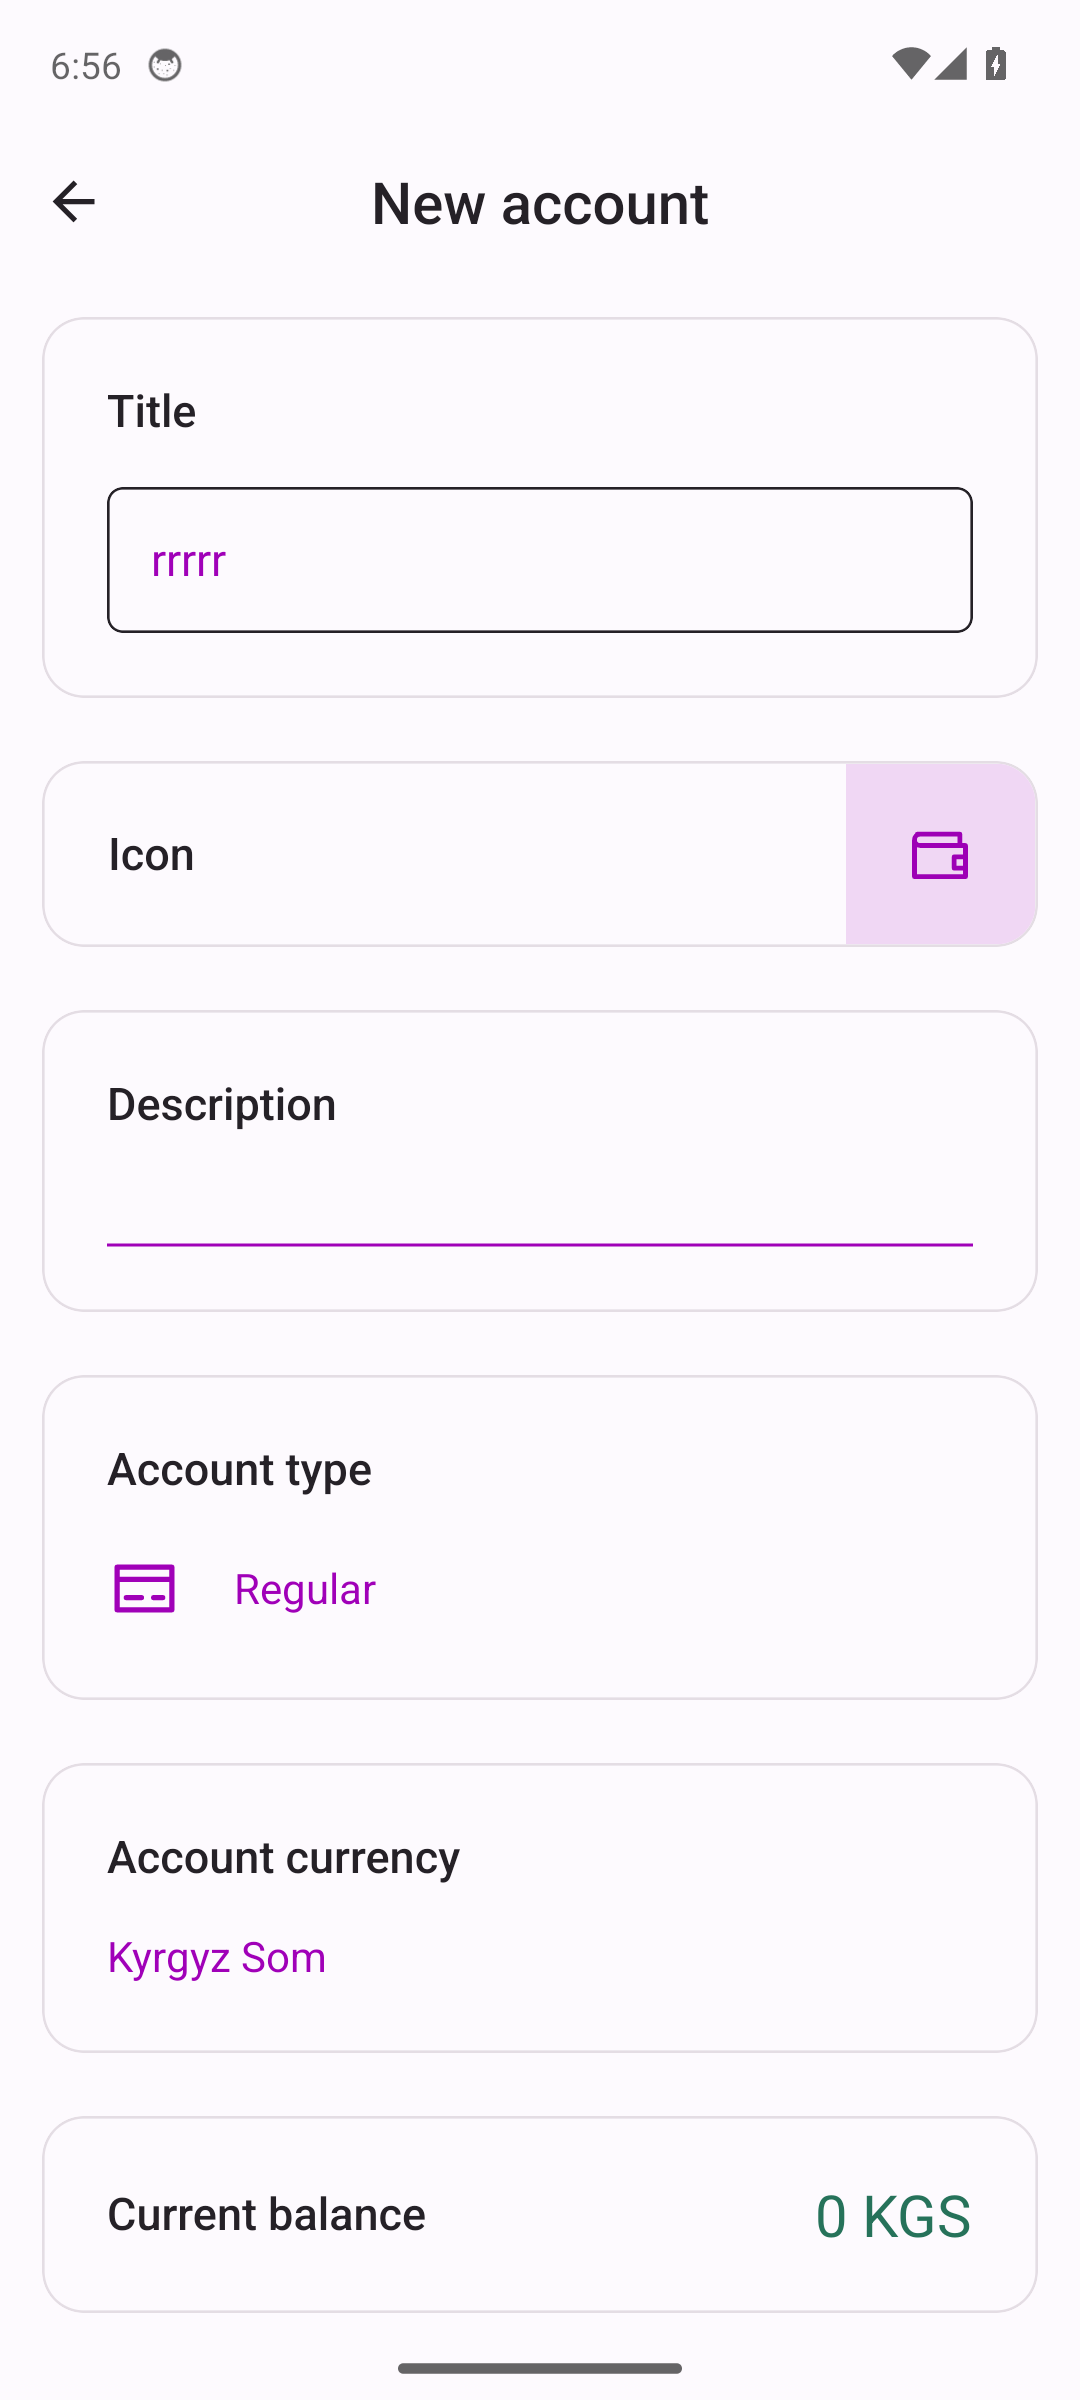 6:56
New account
Title
rrrrr
Icon
Description
Account type
Regular
Account currency
Kyrgyz Som
Current balance
0 KGS